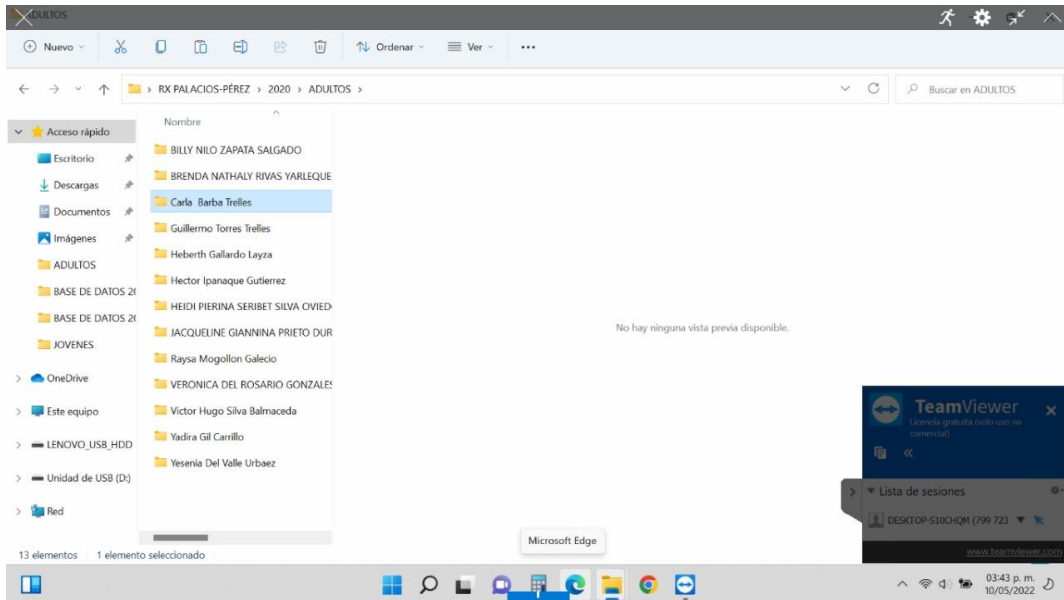 ADULTOS
Nuevo
Ordenar
Ver
RX PALACIOS-PÉREZ > 2020 > ADULTOS >
Buscar en ADULTOS
Acceso rápido
Escritorio
Descargas
Documentos
Imágenes
ADULTOS
BASE DE DATOS 20
BASE DE DATOS 20
JOVENES
OneDrive
Este equipo
LENOVO_USB_HDD
Unidad de USB (D:)
Red
Nombre
BILLY NILO ZAPATA SALGADO
BRENDA NATHALY RIVAS YARLEQUE
Carla Barba Trelles
Guillermo Torres Trelles
Heberth Gallardo Layza
Hector Ipanaque Gutierrez
HEIDI PIERINA SERIBET SILVA OVIED
JACQUELINE GIANNINA PRIETO DUR
Raysa Mogollon Galecio
VERONICA DEL ROSARIO GONZALES
Victor Hugo Silva Balmaceda
Yadira Gil Carrillo
Yesenia Del Valle Urbaez
No hay ninguna vista previa disponible.
TeamViewer
Licencia gratuita (solo uso no
comercial)
Lista de sesiones
DESKTOP-S10CHQM (799 723
www.teamviewer.com
13 elementos
1 elemento seleccionado
Microsoft Edge
03:43 p. m.
10/05/2022